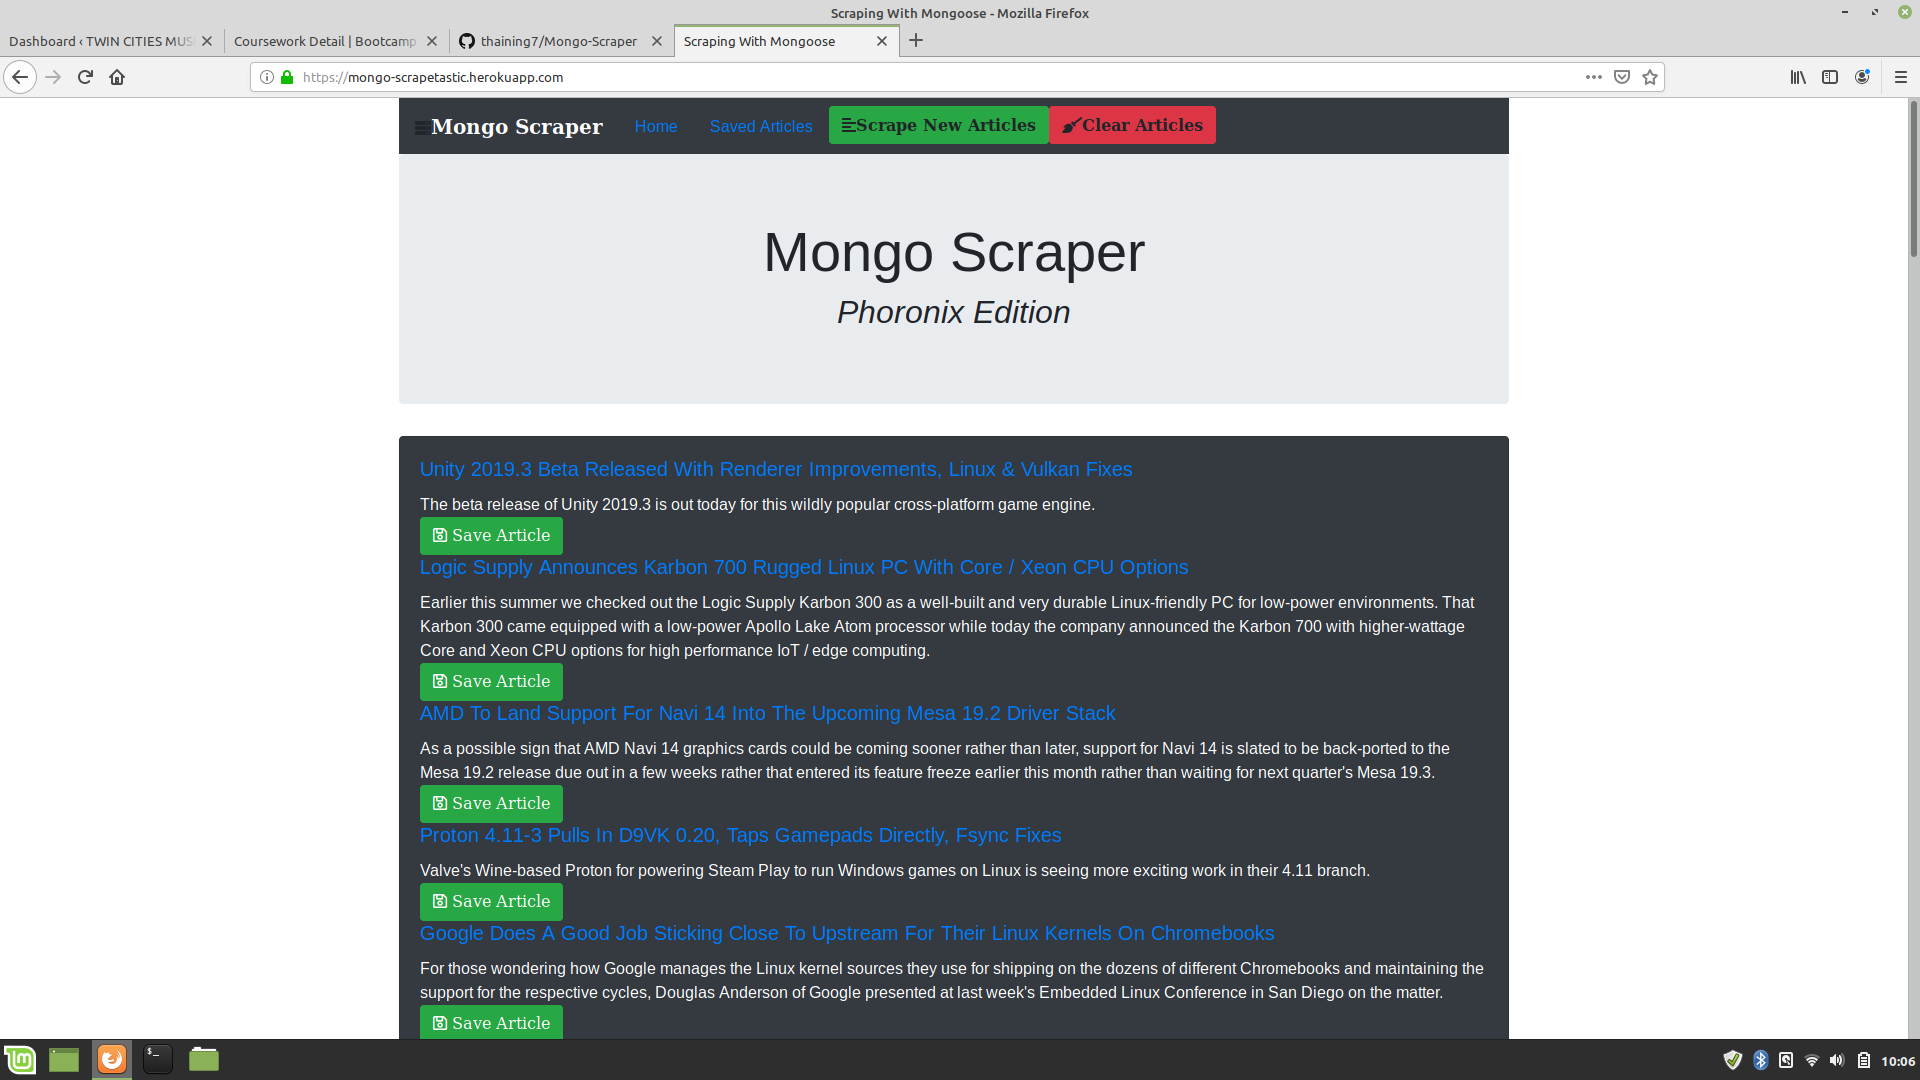 Scraping With Mongoose - Mozilla Firefox
Dashboard ‹ TWIN CITIES MUS
Coursework Detail | Bootcamp
thaining7/Mongo-Scraper
Scraping With Mongoose
https://mongo-scrapetastic.herokuapp.com
Mongo Scraper
Home
Saved Articles
Scrape New Articles
Clear Articles
Mongo Scraper
Phoronix Edition
Unity 2019.3 Beta Released With Renderer Improvements, Linux & Vulkan Fixes
The beta release of Unity 2019.3 is out today for this wildly popular cross-platform game engine.
Save Article
Logic Supply Announces Karbon 700 Rugged Linux PC With Core / Xeon CPU Options
Earlier this summer we checked out the Logic Supply Karbon 300 as a well-built and very durable Linux-friendly PC for low-power environments. That
Karbon 300 came equipped with a low-power Apollo Lake Atom processor while today the company announced the Karbon 700 with higher-wattage
Core and Xeon CPU options for high performance IoT / edge computing.
Save Article
AMD To Land Support For Navi 14 Into The Upcoming Mesa 19.2 Driver Stack
As a possible sign that AMD Navi 14 graphics cards could be coming sooner rather than later, support for Navi 14 is slated to be back-ported to the
Mesa 19.2 release due out in a few weeks rather that entered its feature freeze earlier this month rather than waiting for next quarter's Mesa 19.3.
Save Article
Proton 4.11-3 Pulls In D9VK 0.20, Taps Gamepads Directly, Fsync Fixes
Valve's Wine-based Proton for powering Steam Play to run Windows games on Linux is seeing more exciting work in their 4.11 branch.
Save Article
Google Does A Good Job Sticking Close To Upstream For Their Linux Kernels On Chromebooks
For those wondering how Google manages the Linux kernel sources they use for shipping on the dozens of different Chromebooks and maintaining the
support for the respective cycles, Douglas Anderson of Google presented at last week's Embedded Linux Conference in San Diego on the matter.
Save Article
10:06